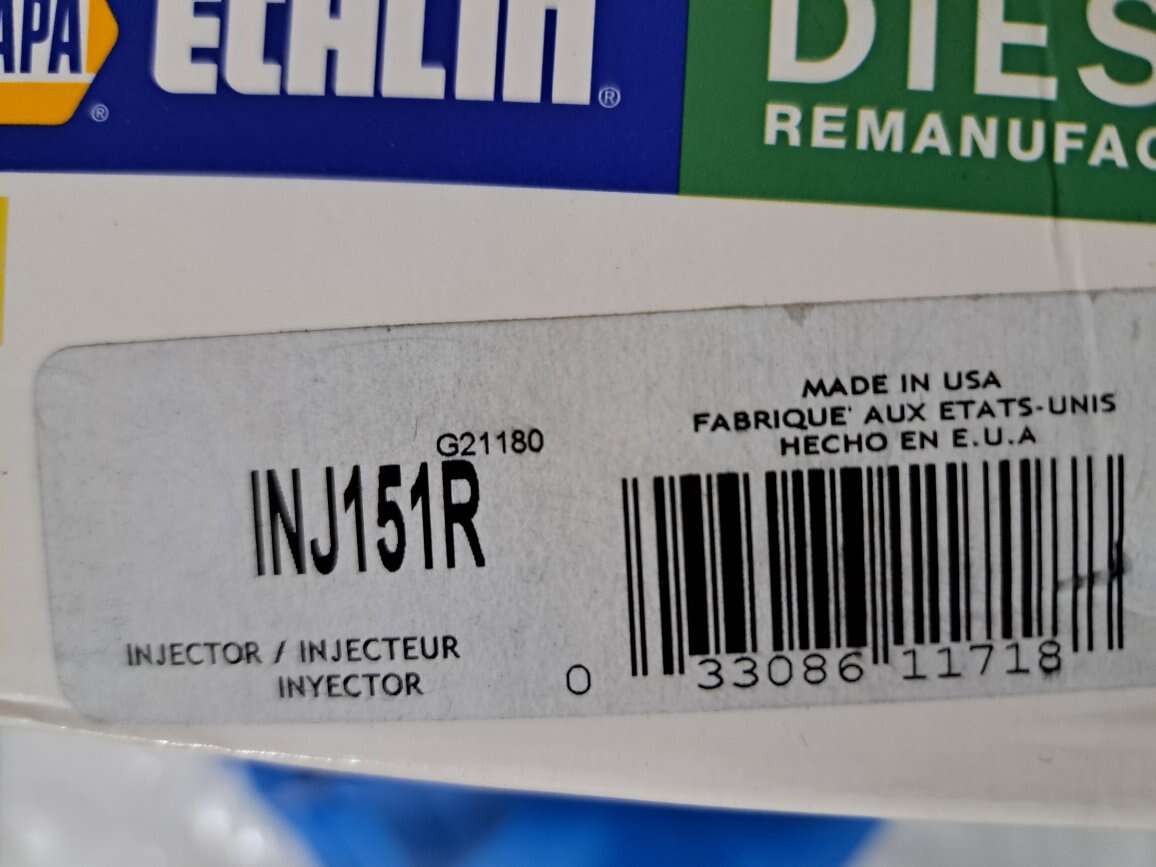 APA ECHLIN®
®
DIES
REMANUFAC
MADE IN USA
FABRIQUE' AUX ETATS-UNIS
HECHO EN E.U.A
G21180
INJ151R
INJECTOR / INJECTEUR
INYECTOR
0 33086 11718